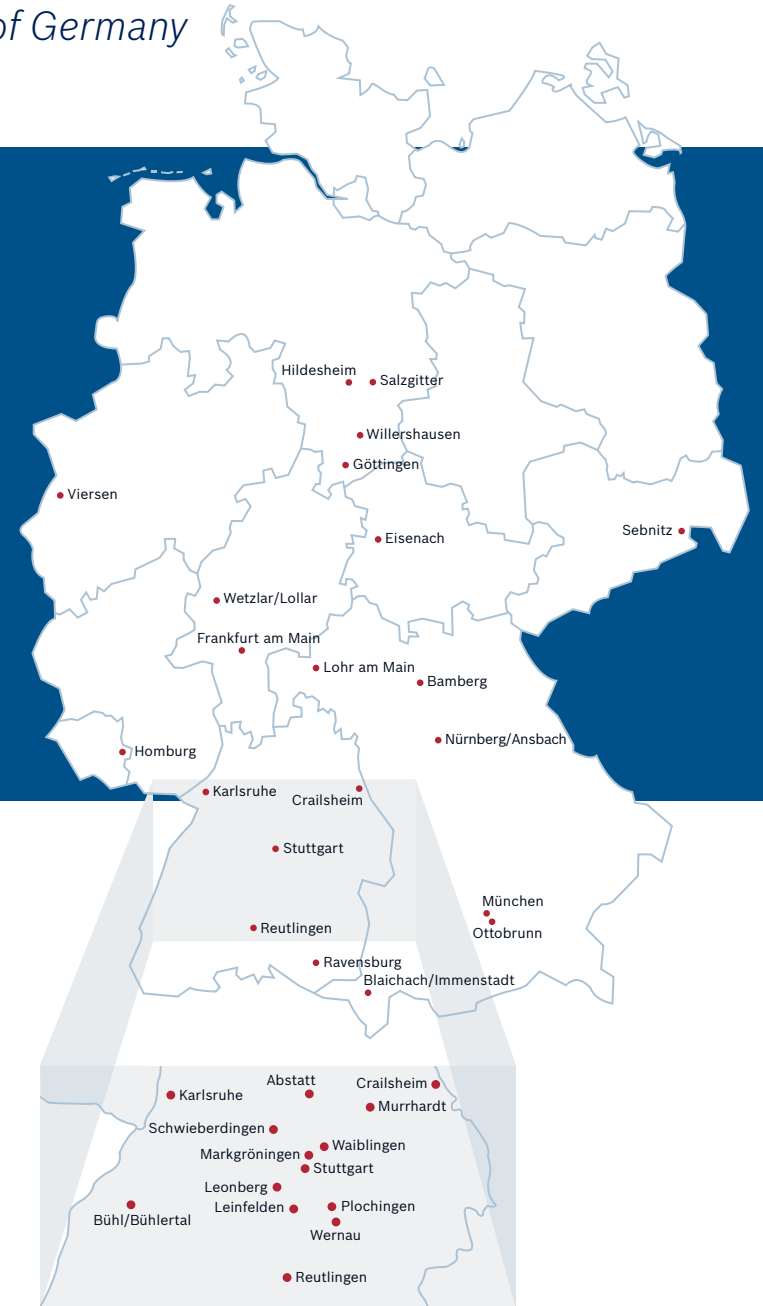 of Germany
Hildesheim
Salzgitter
Willershausen
Göttingen
Viersen
Sebnitz
Eisenach
Wetzlar/Lollar
Frankfurt am Main
Lohr am Main
Bamberg
Nürnberg/Ansbach
Homburg
Karlsruhe
Crailsheim
Stuttgart
München
Reutlingen
Ottobrunn
Ravensburg
Blaichach/Immenstadt
Abstatt
Crailsheim
Karlsruhe
Murrhardt
Schwieberdingen
Waiblingen
Markgröningen
Stuttgart
Leonberg
Leinfelden
Plochingen
Bühl/Bühlertal
Wernau
Reutlingen